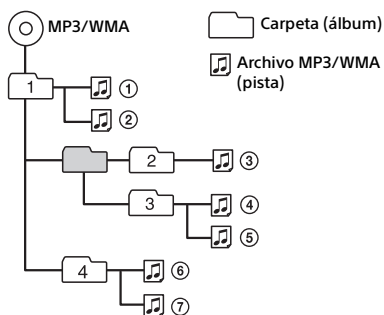 MP3/WMA
Carpeta (álbum)
Archivo MP3/WMA
(pista)
1
①
②
2
③
3
④
⑤
4
⑥
⑦